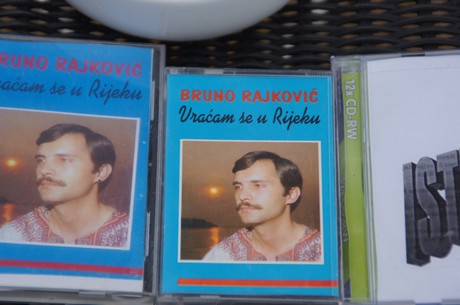 BRUNO RAJKOVIĆ
Vraćam se u Rijeku
BRUNO RAJKOVIĆ
Vraćam se u Rijeku
12x CD-RW
IST